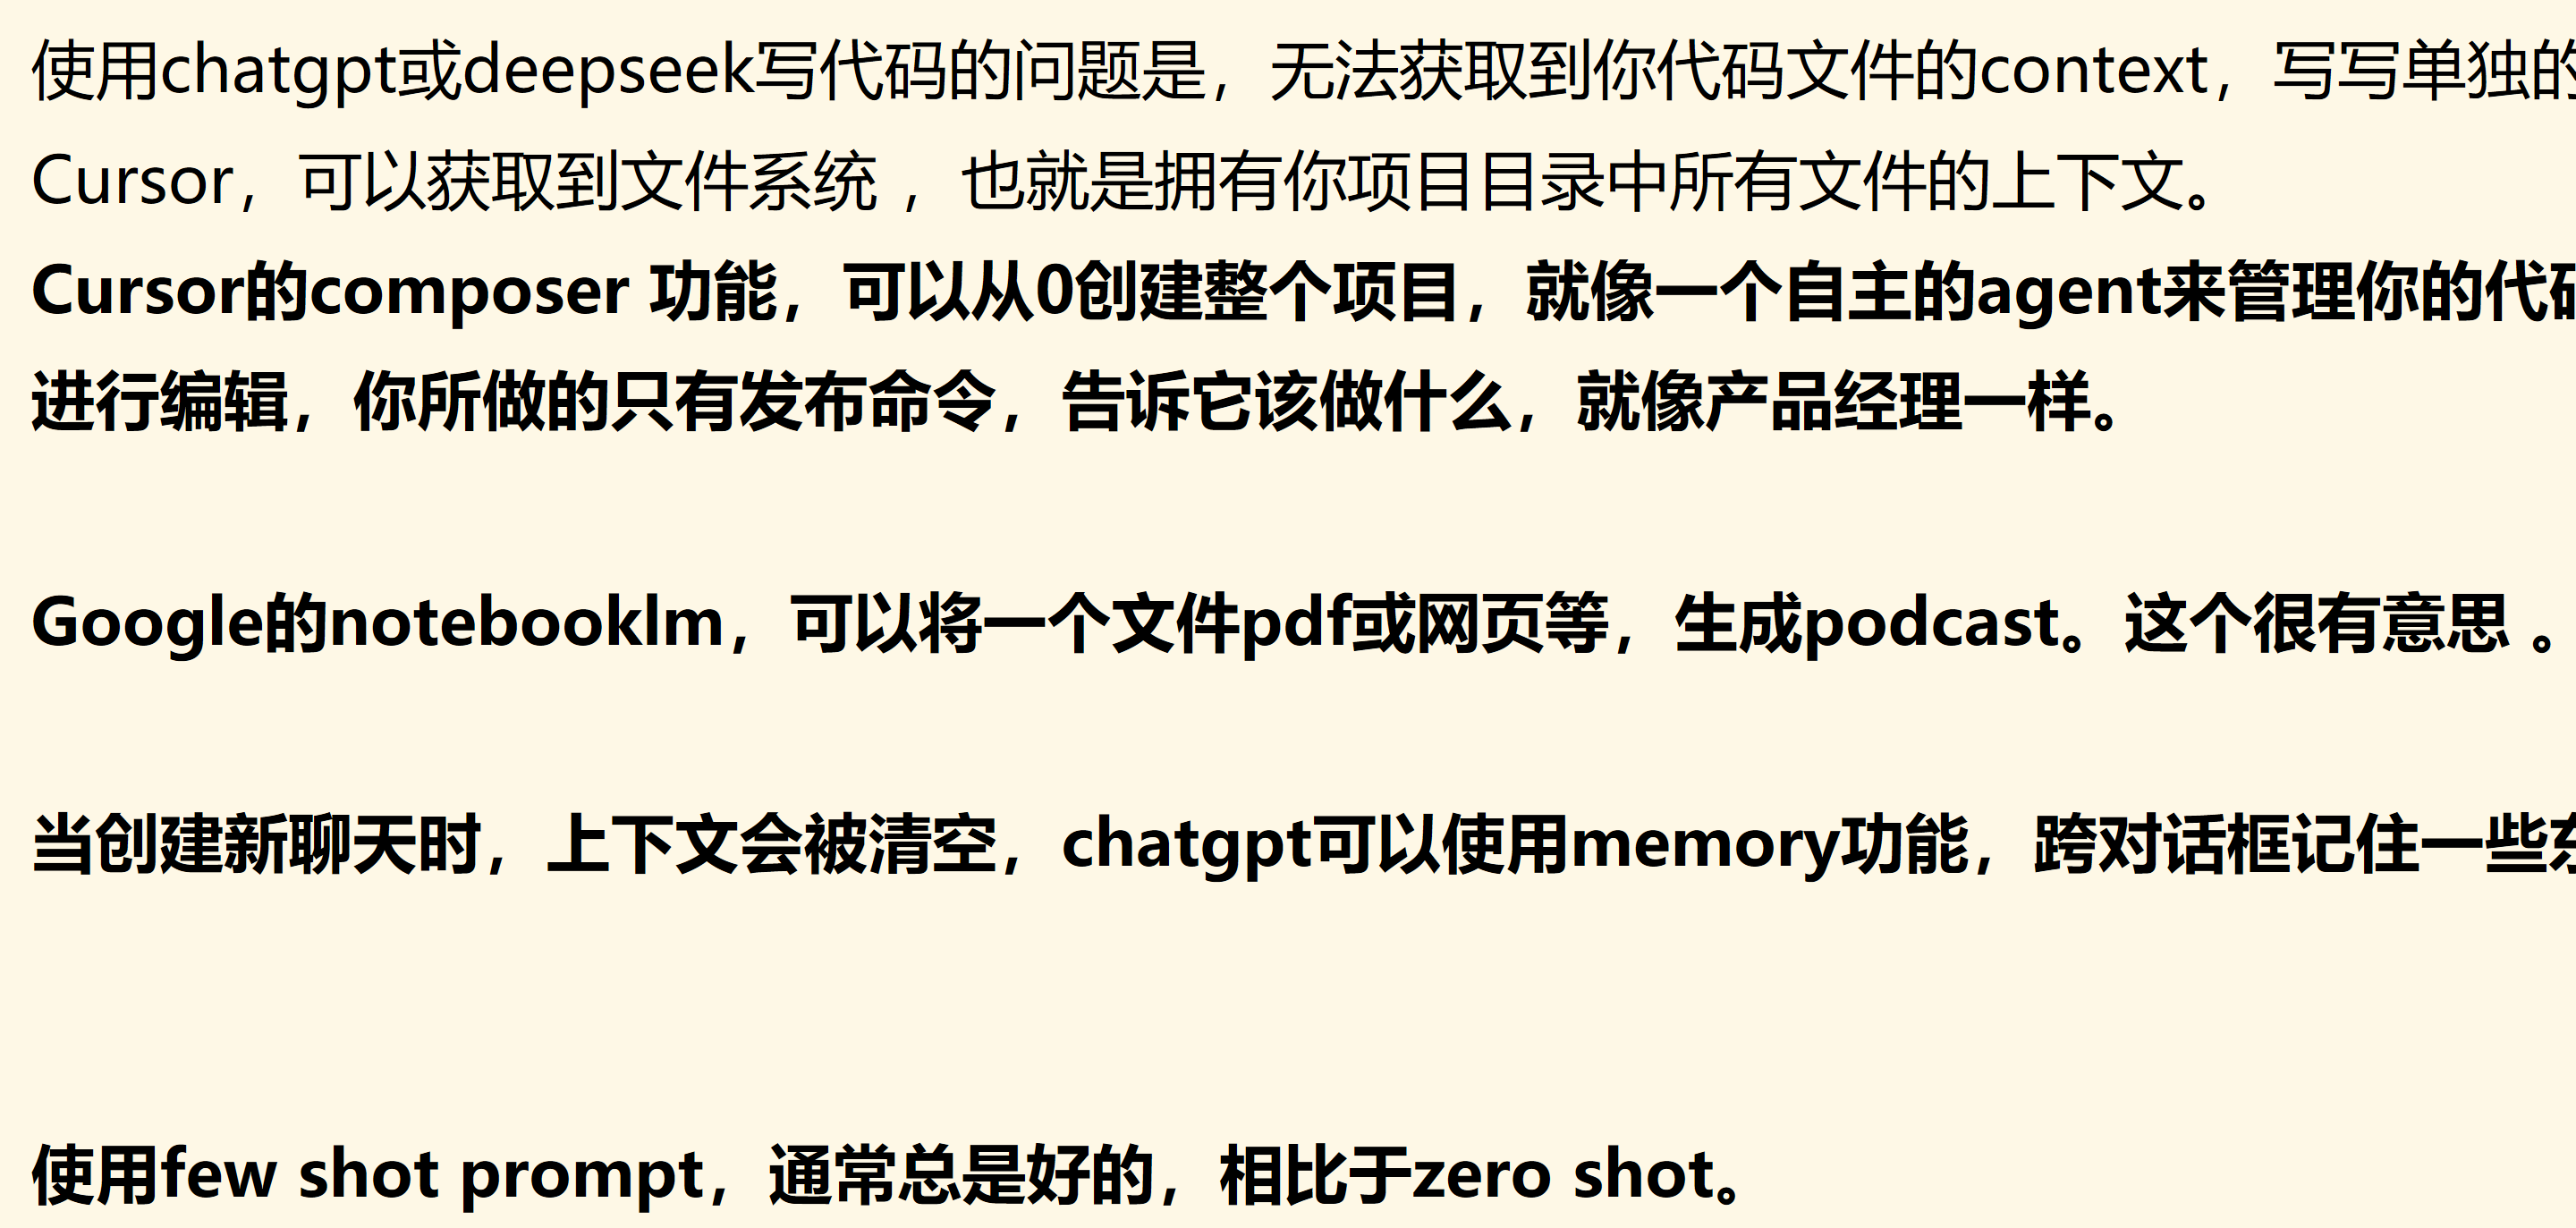 使用chatgpt或deepseek写代码的问题是，无法获取到你代码文件的context，写写单独的
Cursor，可以获取到文件系统 ，也就是拥有你项目目录中所有文件的上下文。
Cursor的composer 功能，可以从0创建整个项目，就像一个自主的agent来管理你的代码
进行编辑，你所做的只有发布命令，告诉它该做什么，就像产品经理一样。
Google的notebooklm，可以将一个文件pdf或网页等，生成podcast。这个很有意思 。
当创建新聊天时，上下文会被清空，chatgpt可以使用memory功能，跨对话框记住一些
使用few shot prompt，通常总是好的，相比于zero shot。